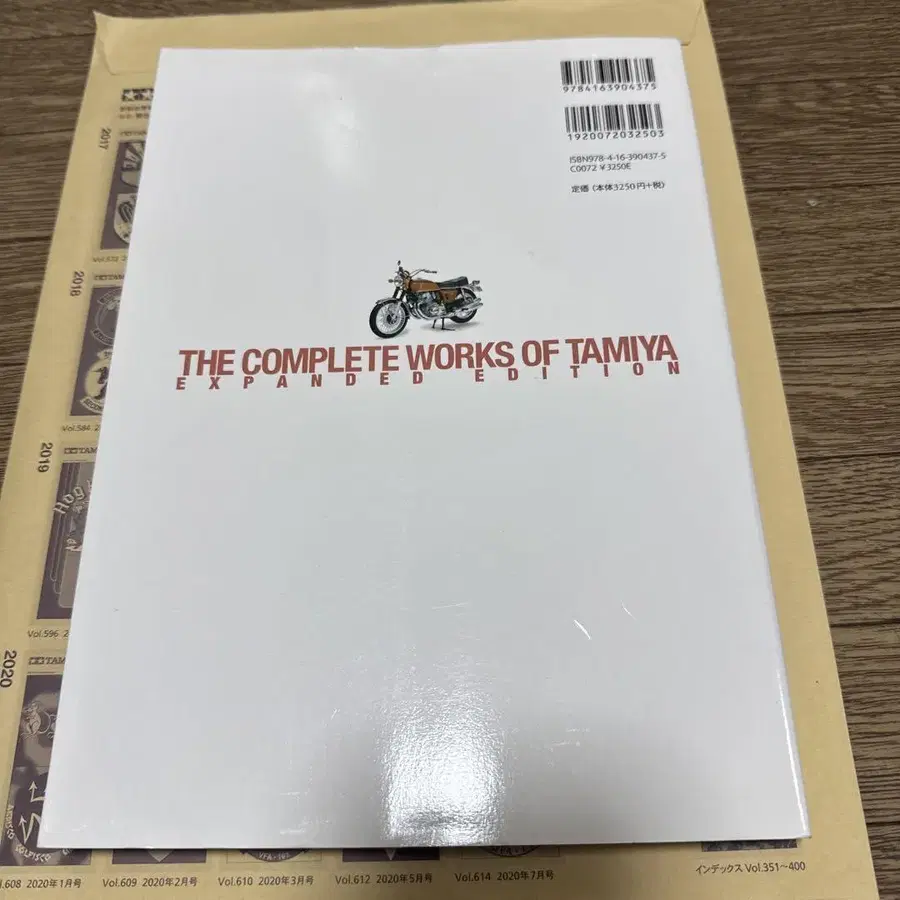 9784163904375
1920072032503
ISBN978-4-16-390437-5
C0072 ¥3250E
定価(本体3250円+税)
THE COMPLETE WORKS OF TAMIYA
EXPANDED EDITION
2017
2018
Vol.584
2019
Vol.596
2020
.608 2020年1月号
Vol.609 2020年2月号
Vol.610 2020年3月号
Vol.612 2020年5月号
Vol.614 2020年7月号
インデックス Vol.351~400